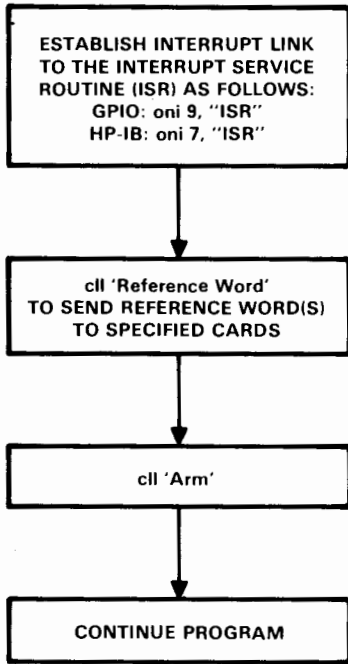 ESTABLISH INTERRUPT LINK
TO THE INTERRUPT SERVICE
ROUTINE (ISR) AS FOLLOWS:
GPIO: oni 9, "ISR"
HP-IB: oni 7, "ISR"
cll 'Reference Word'
TO SEND REFERENCE WORD(S)
TO SPECIFIED CARDS
cll 'Arm'
CONTINUE PROGRAM